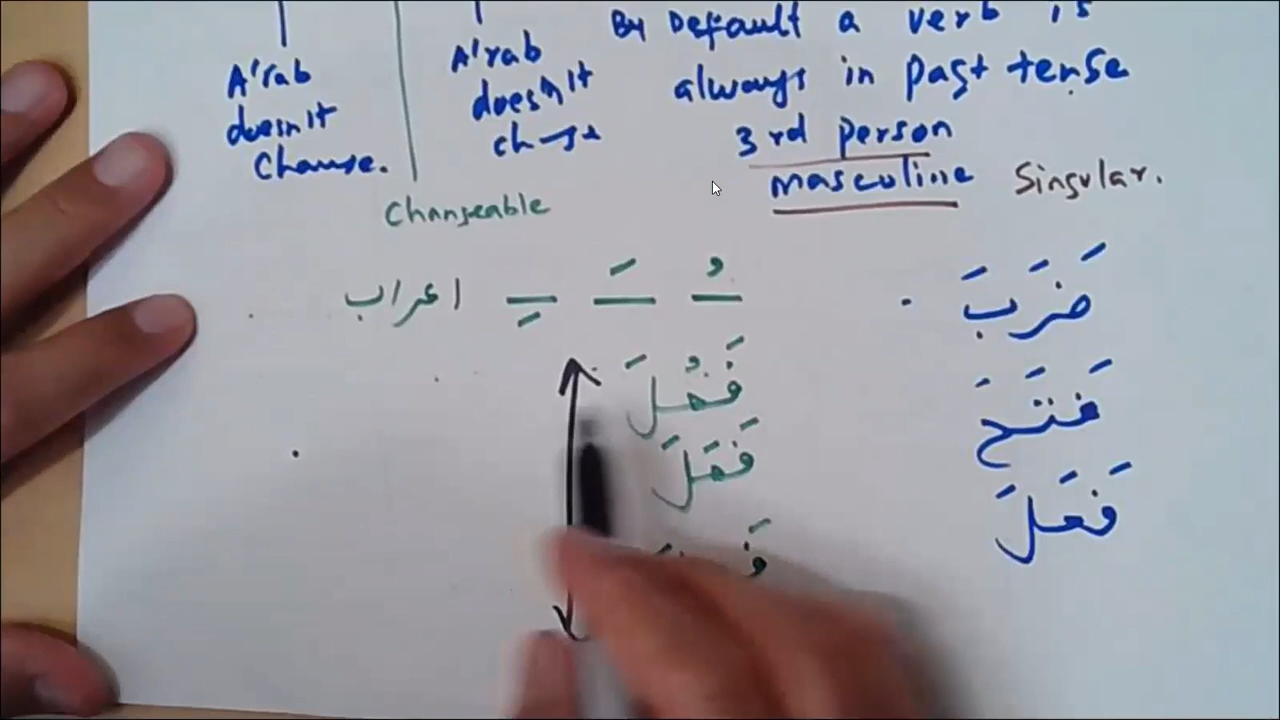 A'rab
doesn't
Change.
A'rab
doesn't
change
By Default a verb is
always in past tense
3rd person
masculine Singular.
Changeable
اعراب
ضَرَبَ
فَتَحَ
فَعَلَ
فَعُلَ
فَعَلَ